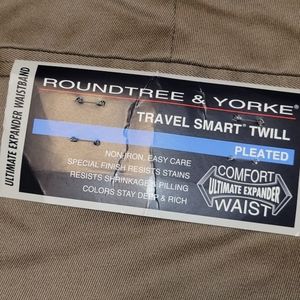 ULTIMATE EXPANDER WAISTBAND
ROUNDTREE & YORKE®
TRAVEL SMART® TWILL
PLEATED
NON-IRON, EASY CARE
SPECIAL FINISH RESISTS STAINS
RESISTS SHRINKAGE & PILLING
COLORS STAY DEEP & RICH
COMFORT
ULTIMATE EXPANDER
WAIST